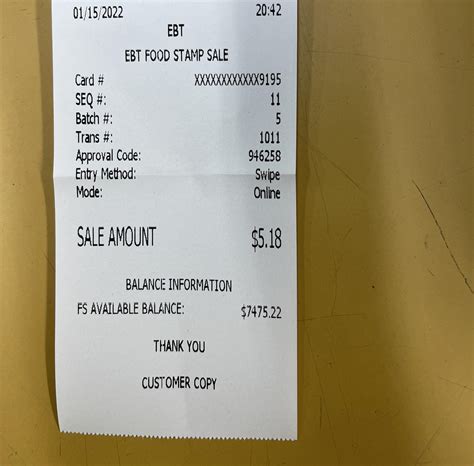 01/15/2022 20:42
EBT
EBT FOOD STAMP SALE
Card # XXXXXXXXXXXX9195
SEQ #: 11
Batch #: 5
Trans #: 1011
Approval Code: 946258
Entry Method: Swipe
Mode: Online
SALE AMOUNT $5.18
BALANCE INFORMATION
FS AVAILABLE BALANCE: $7475.22
THANK YOU
CUSTOMER COPY